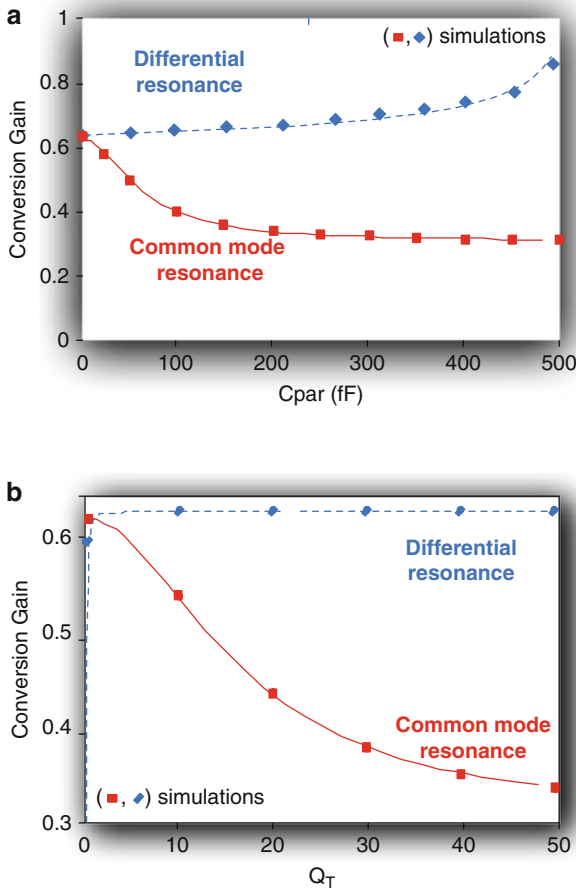 a
1
0.8
0.6
0.4
0.2
0
Conversion Gain
Differential
resonance
(■,◆) simulations
Common mode
resonance
0 100 200 300 400 500
Cpar (fF)
b
0.6
0.5
0.4
0.3
Conversion Gain
Differential
resonance
Common mode
resonance
(■,◆) simulations
0 10 20 30 40 50
Q_T